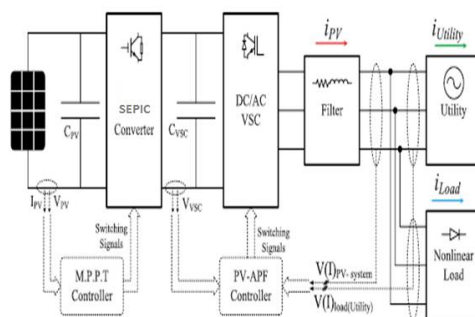 i_PV
i_Utility
SEPIC
Converter
DC/AC
VSC
Filter
Utility
C_PV
C_VSC
I_PV
V_PV
V_VSC
i_Load
Switching
Signals
Switching
Signals
Nonlinear
Load
M.P.P.T
Controller
PV-APF
Controller
V(I)_PV- system
V(I)_load(Utility)